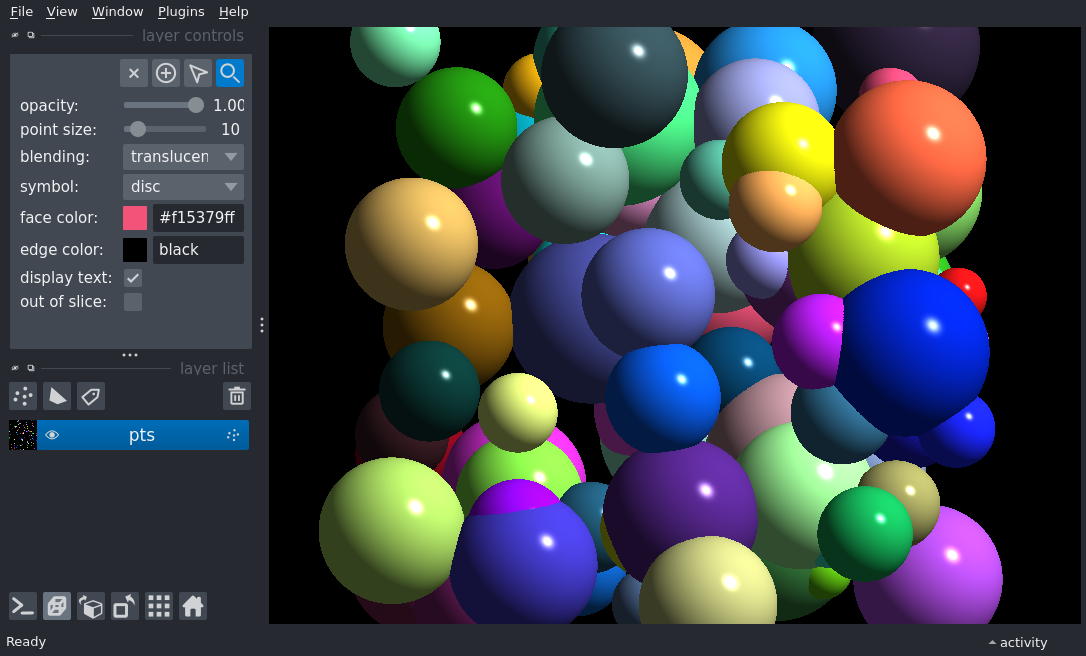 File View Window Plugins Help
layer controls
opacity: 1.00
point size: 10
blending: translucen
symbol: disc
face color: #f15379ff
edge color: black
display text:
out of slice:
layer list
pts
Ready
activity